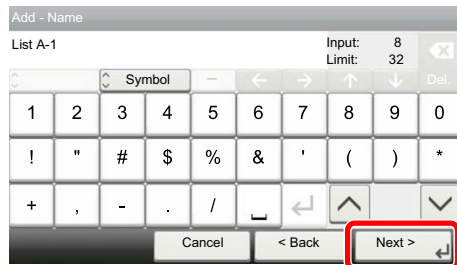 Add - Name
List A-1
Input: 8
Limit: 32
Symbol
Del.
1 2 3 4 5 6 7 8 9 0
! " # $ % & ' ( ) *
+ , - . /
Cancel < Back Next >